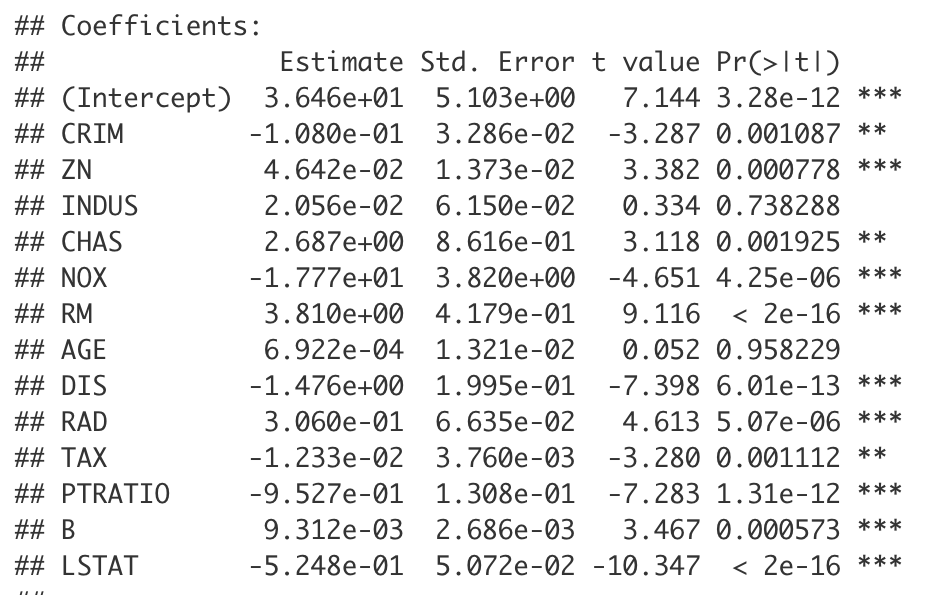 ## Coefficients:
##               Estimate Std. Error t value Pr(>|t|)
## (Intercept)  3.646e+01  5.103e+00   7.144 3.28e-12 ***
## CRIM        -1.080e-01  3.286e-02  -3.287 0.001087 **
## ZN           4.642e-02  1.373e-02   3.382 0.000778 ***
## INDUS        2.056e-02  6.150e-02   0.334 0.738288
## CHAS         2.687e+00  8.616e-01   3.118 0.001925 **
## NOX         -1.777e+01  3.820e+00  -4.651 4.25e-06 ***
## RM           3.810e+00  4.179e-01   9.116  < 2e-16 ***
## AGE          6.922e-04  1.321e-02   0.052 0.958229
## DIS         -1.476e+00  1.995e-01  -7.398 6.01e-13 ***
## RAD          3.060e-01  6.635e-02   4.613 5.07e-06 ***
## TAX         -1.233e-02  3.760e-03  -3.280 0.001112 **
## PTRATIO     -9.527e-01  1.308e-01  -7.283 1.31e-12 ***
## B            9.312e-03  2.686e-03   3.467 0.000573 ***
## LSTAT       -5.248e-01  5.072e-02 -10.347  < 2e-16 ***
##